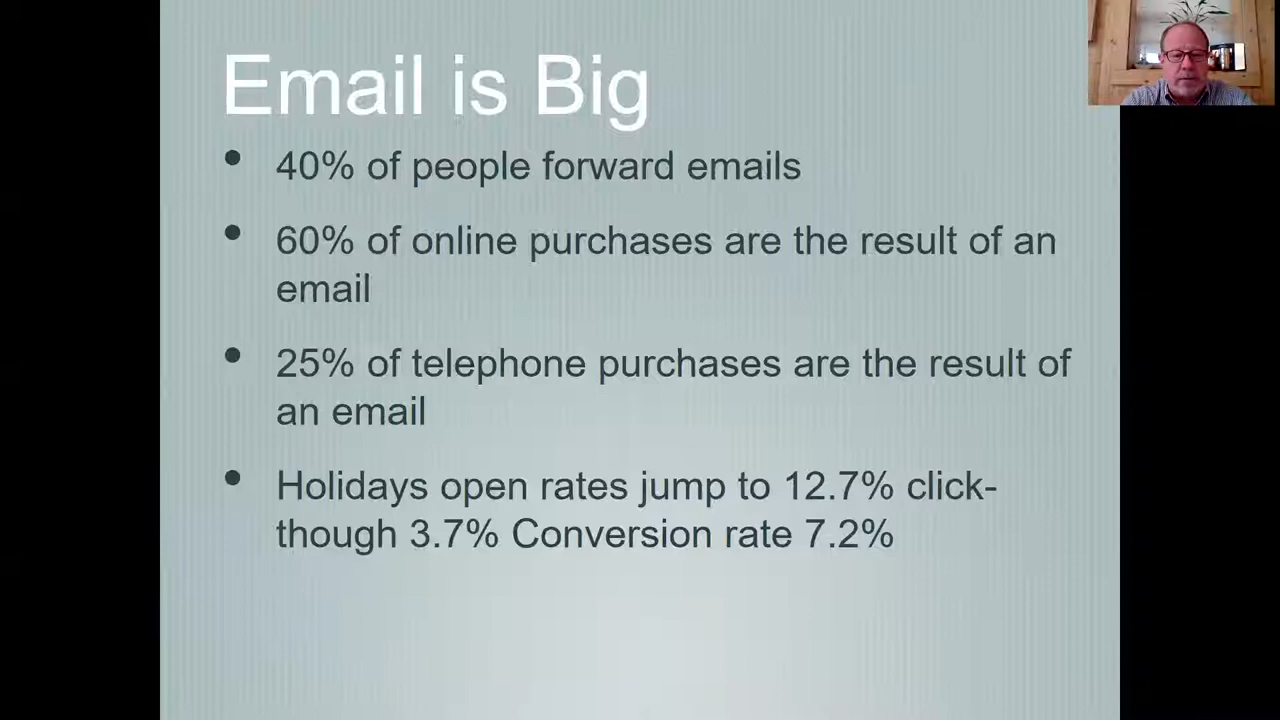 Email is Big
• 40% of people forward emails
• 60% of online purchases are the result of an
email
• 25% of telephone purchases are the result of
an email
• Holidays open rates jump to 12.7% click-
though 3.7% Conversion rate 7.2%